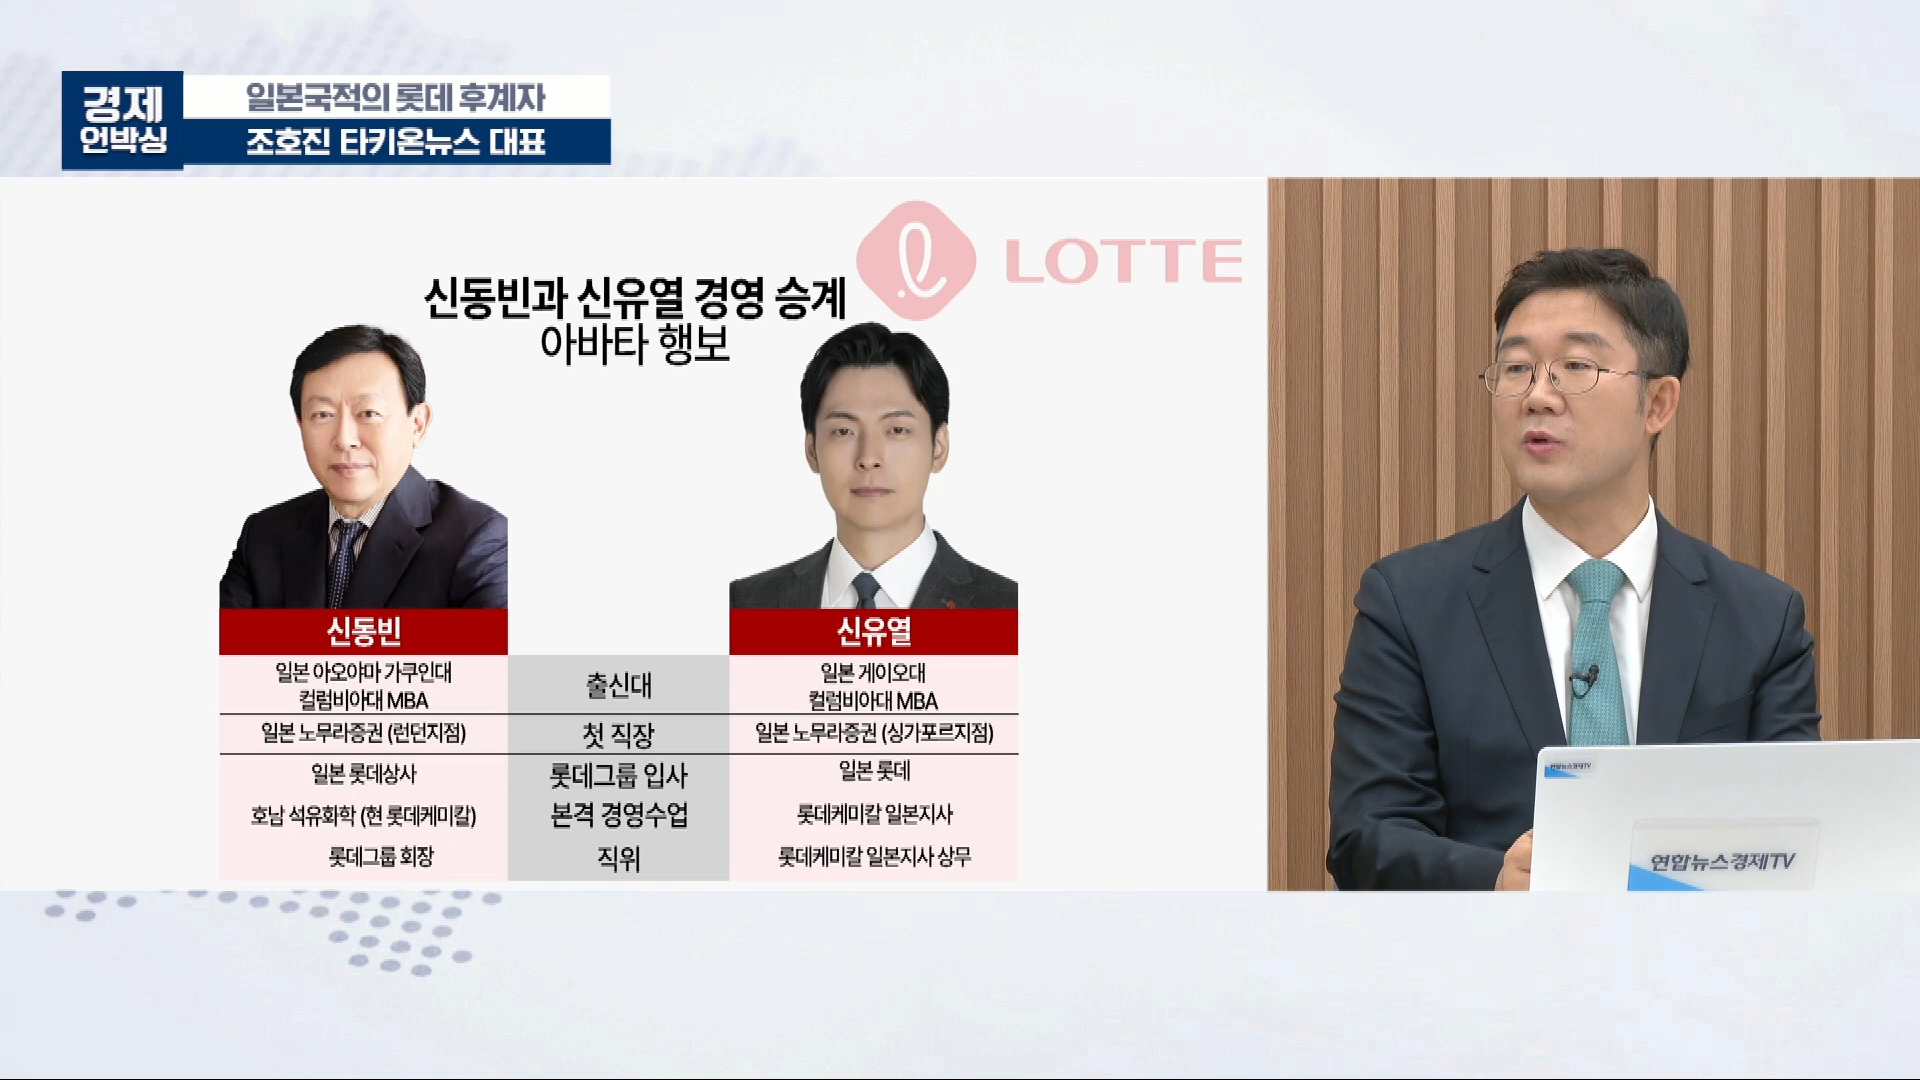 경제
언박싱
일본국적의 롯데 후계자
조호진 타키온뉴스 대표
LOTTE
신동빈과 신유열 경영 승계
아바타 행보
신동빈
신유열
일본 아오야마 가쿠인대
컬럼비아대 MBA
출신대
일본 게이오대
컬럼비아대 MBA
일본 노무라증권 (런던지점)
첫 직장
일본 노무라증권 (싱가포르지점)
일본 롯데상사
롯데그룹 입사
일본 롯데
호남 석유화학 (현 롯데케미칼)
본격 경영수업
롯데케미칼 일본지사
롯데그룹 회장
직위
롯데케미칼 일본지사 상무
연합뉴스경제TV
연합뉴스경제TV